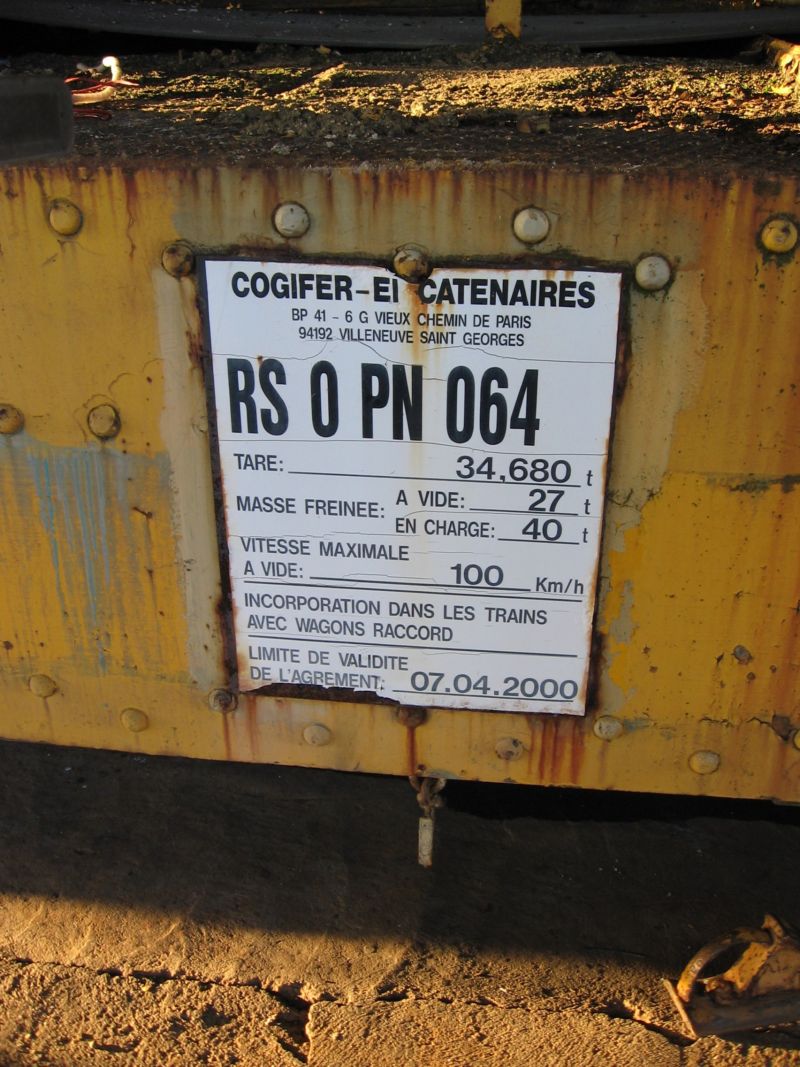 COGIFER-EI CATENAIRES
BP 41 - 6 G VIEUX CHEMIN DE PARIS
94192 VILLENEUVE SAINT GEORGES
RS 0 PN 064
TARE: 34,680 t
MASSE FREINEE: A VIDE: 27 t
EN CHARGE: 40 t
VITESSE MAXIMALE
A VIDE: 100 Km/h
INCORPORATION DANS LES TRAINS
AVEC WAGONS RACCORD
LIMITE DE VALIDITE
DE L'AGREMENT: 07.04.2000